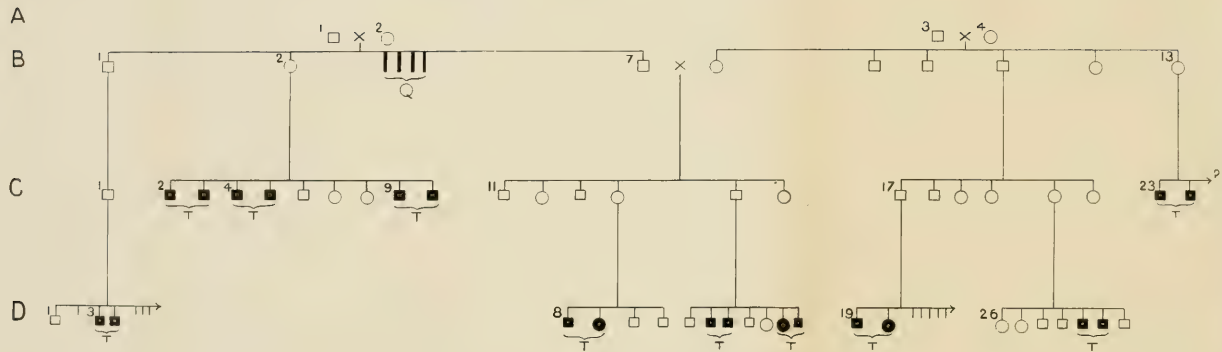 A
1 × 2 3 × 4
B 1 2 7 × 13
Q
C 1 2 4 9 11 17 23 ?
T T T T
D 1 3 8 19 26
T T T T T T